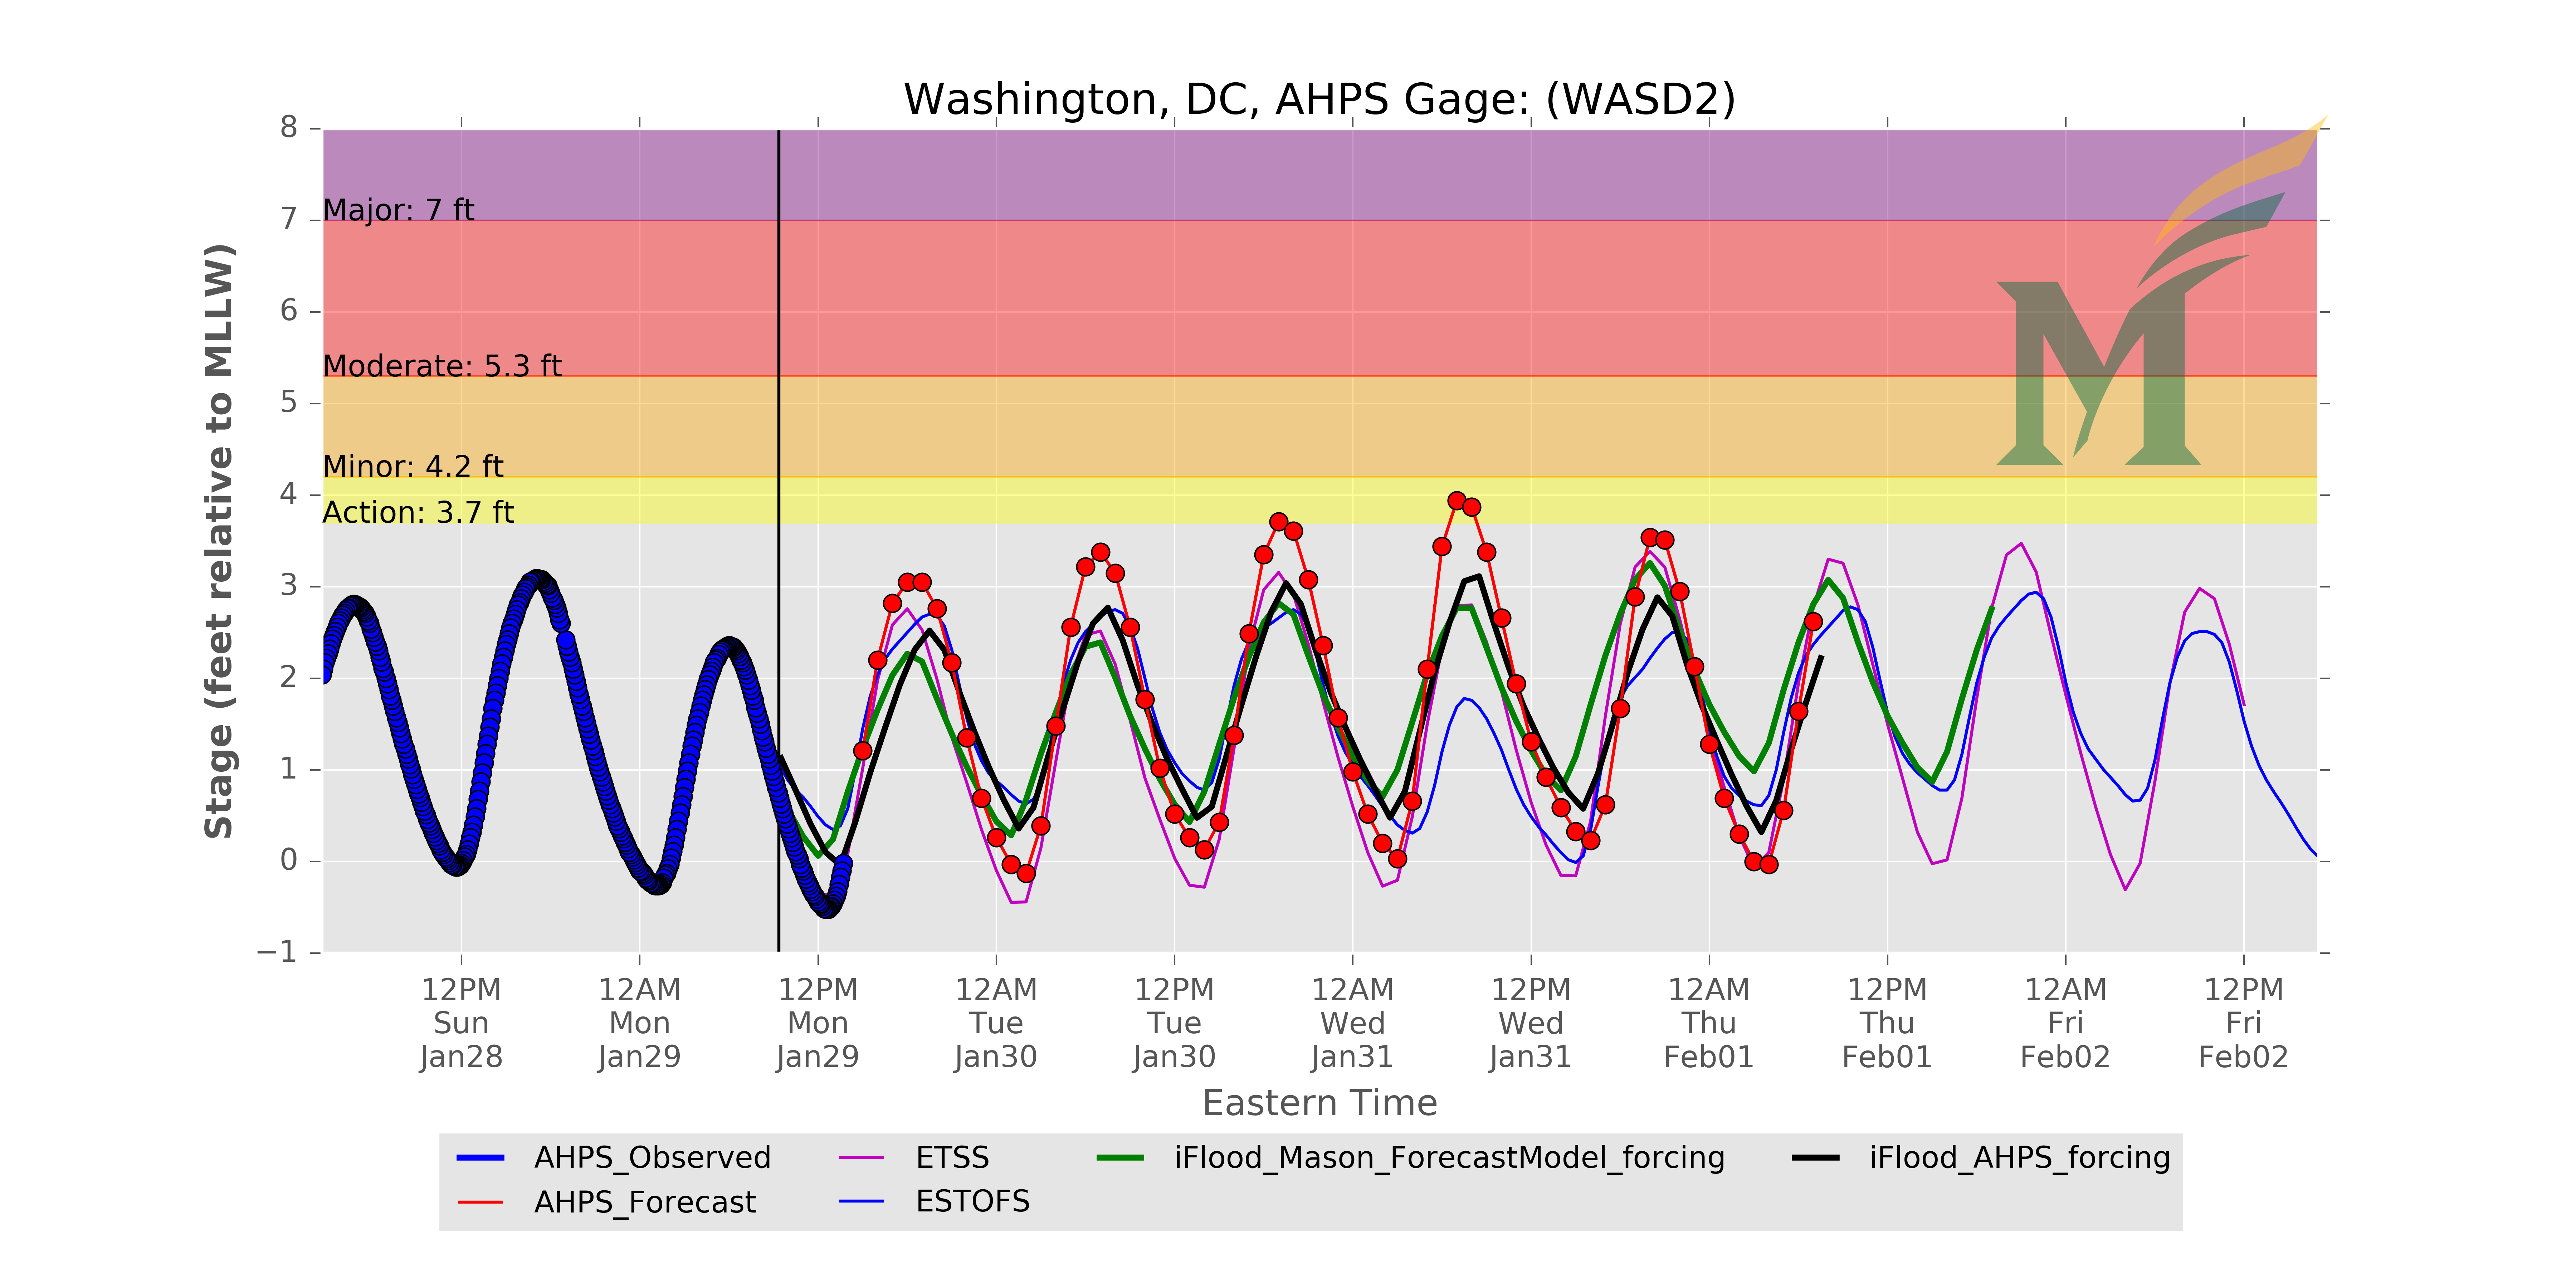 Washington, DC, AHPS Gage: (WASD2)
8
7
6
5
4
3
2
1
0
−1
Stage (feet relative to MLLW)
Major: 7 ft
Moderate: 5.3 ft
Minor: 4.2 ft
Action: 3.7 ft
M
12PM Sun Jan28
12AM Mon Jan29
12PM Mon Jan29
12AM Tue Jan30
12PM Tue Jan30
12AM Wed Jan31
12PM Wed Jan31
12AM Thu Feb01
12PM Thu Feb01
12AM Fri Feb02
12PM Fri Feb02
Eastern Time
AHPS_Observed
AHPS_Forecast
ETSS
ESTOFS
iFlood_Mason_ForecastModel_forcing
iFlood_AHPS_forcing